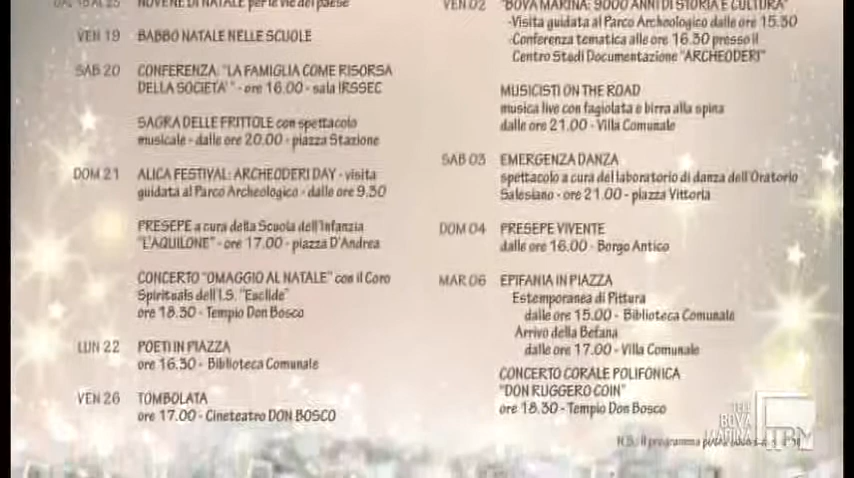 DAL 16 AL 25 NOVENE DI NATALE per le vie del paese
VEN 19 BABBO NATALE NELLE SCUOLE
SAB 20 CONFERENZA: "LA FAMIGLIA COME RISORSA
DELLA SOCIETA'" - ore 16.00 - sala IRSSEC
SAGRA DELLE FRITTOLE con spettacolo
musicale - dalle ore 20.00 - piazza Stazione
DOM 21 ALICA FESTIVAL: ARCHEODERI DAY - visita
guidata al Parco Archeologico - dalle ore 9.30
PRESEPE a cura della Scuola dell'Infanzia
"L'AQUILONE" - ore 17.00 - piazza D'Andrea
CONCERTO "OMAGGIO AL NATALE" con il Coro
Spirituals dell'I.S. "Euclide"
ore 18.30 - Tempio Don Bosco
LUN 22 POETI IN PIAZZA
ore 16.30 - Biblioteca Comunale
VEN 26 TOMBOLATA
ore 17.00 - Cineteatro DON BOSCO
VEN 02 "BOVA MARINA: 9000 ANNI DI STORIA E CULTURA"
-Visita guidata al Parco Archeologico dalle ore 15.30
-Conferenza tematica alle ore 16.30 presso il
Centro Studi Documentazione "ARCHEODERI"
MUSICISTI ON THE ROAD
musica live con fagiolata e birra alla spina
dalle ore 21.00 - Villa Comunale
SAB 03 EMERGENZA DANZA
spettacolo a cura del laboratorio di danza dell'Oratorio
Salesiano - ore 21.00 - piazza Vittoria
DOM 04 PRESEPE VIVENTE
dalle ore 16.00 - Borgo Antico
MAR 06 EPIFANIA IN PIAZZA
Estemporanea di Pittura
dalle ore 15.00 - Biblioteca Comunale
Arrivo della Befana
dalle ore 17.00 - Villa Comunale
CONCERTO CORALE POLIFONICA
"DON RUGGERO COIN"
ore 18.30 - Tempio Don Bosco
N.B. Il programma
TELE
BOVA
MARINA
TBM